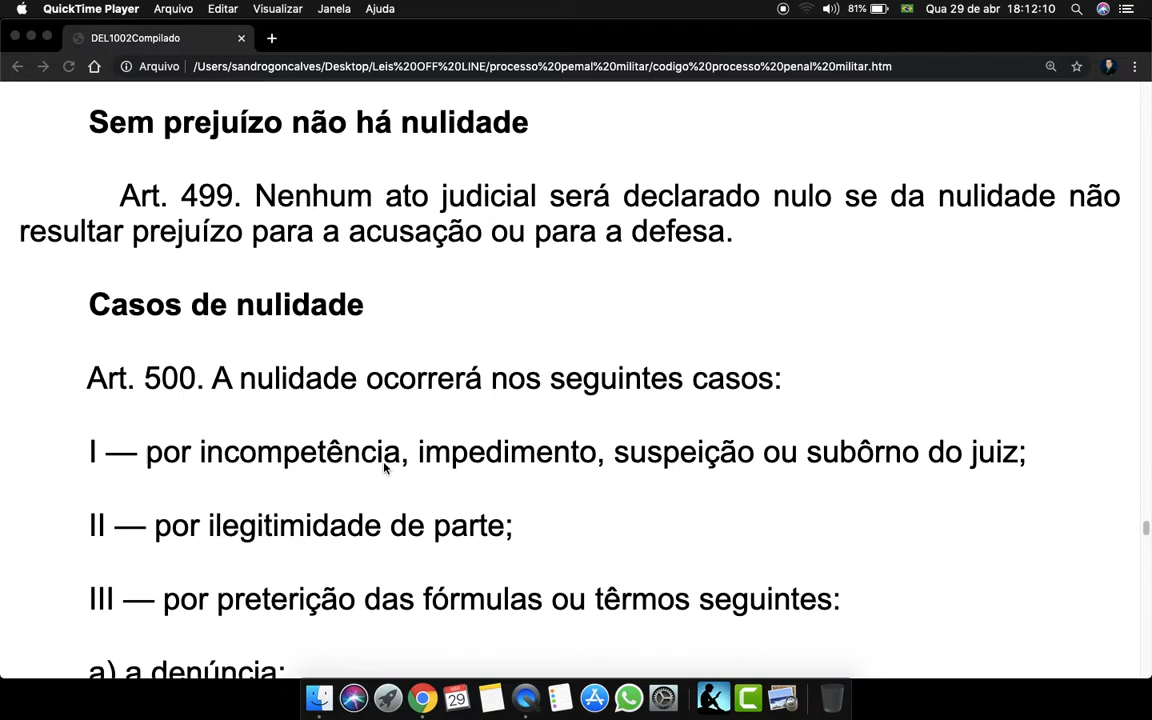 QuickTime Player Arquivo Editar Visualizar Janela Ajuda 81% Qua 29 de abr 18:12:10
DEL1002Compilado
Arquivo /Users/sandrogoncalves/Desktop/Leis%20OFF%20LINE/processo%20pemal%20militar/codigo%20processo%20penal%20militar.htm
Sem prejuízo não há nulidade
Art. 499. Nenhum ato judicial será declarado nulo se da nulidade não
resultar prejuízo para a acusação ou para a defesa.
Casos de nulidade
Art. 500. A nulidade ocorrerá nos seguintes casos:
I — por incompetência, impedimento, suspeição ou subôrno do juiz;
II — por ilegitimidade de parte;
III — por preterição das fórmulas ou têrmos seguintes:
a) a denúncia;
29